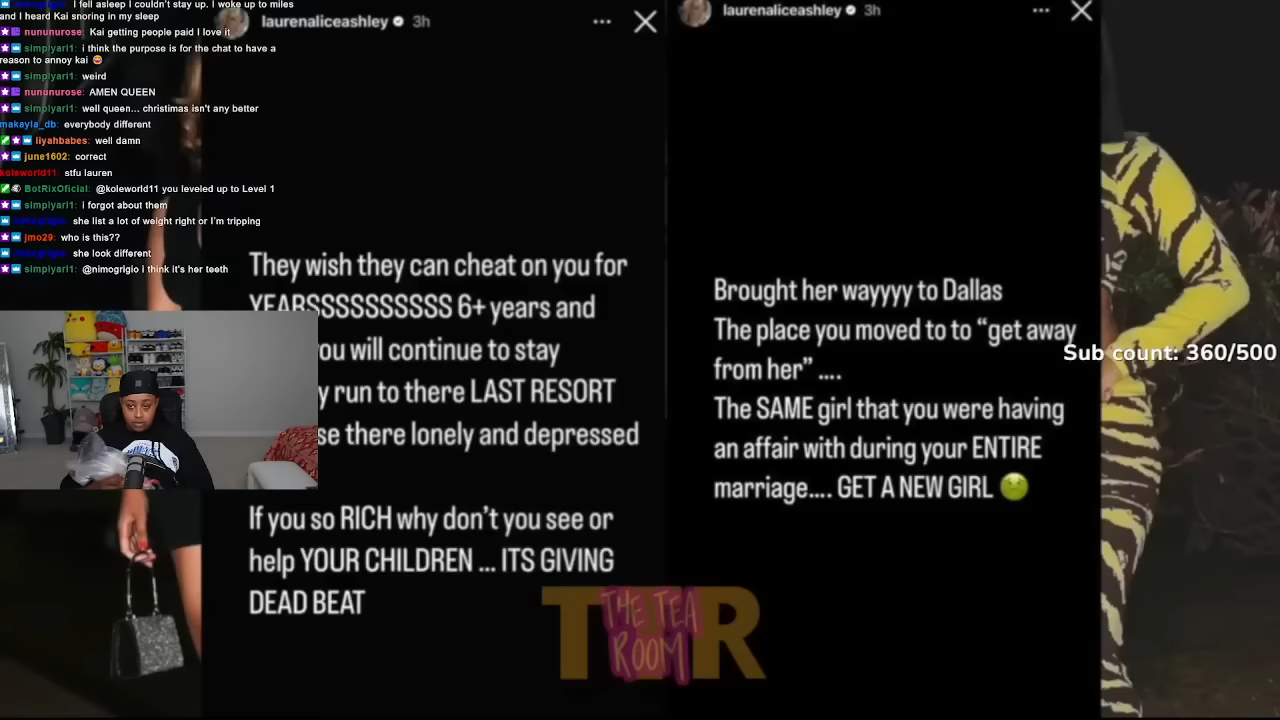 I fell asleep I couldn't stay up. I woke up to miles
and I heard Kai snoring in my sleep
nununurose: Kai getting people paid I love it
simplyari1: i think the purpose is for the chat to have a
reason to annoy kai
simplyari1: weird
nununurose: AMEN QUEEN
simplyari1: well queen... christmas isn't any better
makayla_db: everybody different
liyahbabes: well damn
june1602: correct
koleworld11: stfu lauren
BotRixOficial: @koleworld11 you leveled up to Level 1
simplyari1: i forgot about them
nimogrigio: she list a lot of weight right or I'm tripping
jmo29: who is this??
nimogrigio: she look different
simplyari1: @nimogrigio i think it's her teeth
laurenaliceashley 3h
They wish they can cheat on you for
YEARSSSSSSSSSS 6+ years and
ou will continue to stay
y run to there LAST RESORT
se there lonely and depressed
If you so RICH why don't you see or
help YOUR CHILDREN ... ITS GIVING
DEAD BEAT
laurenaliceashley 3h
Brought her wayyyy to Dallas
The place you moved to to "get away
from her" ....
The SAME girl that you were having
an affair with during your ENTIRE
marriage.... GET A NEW GIRL 🤢
Sub count: 360/500
T R
THE TEA
ROOM